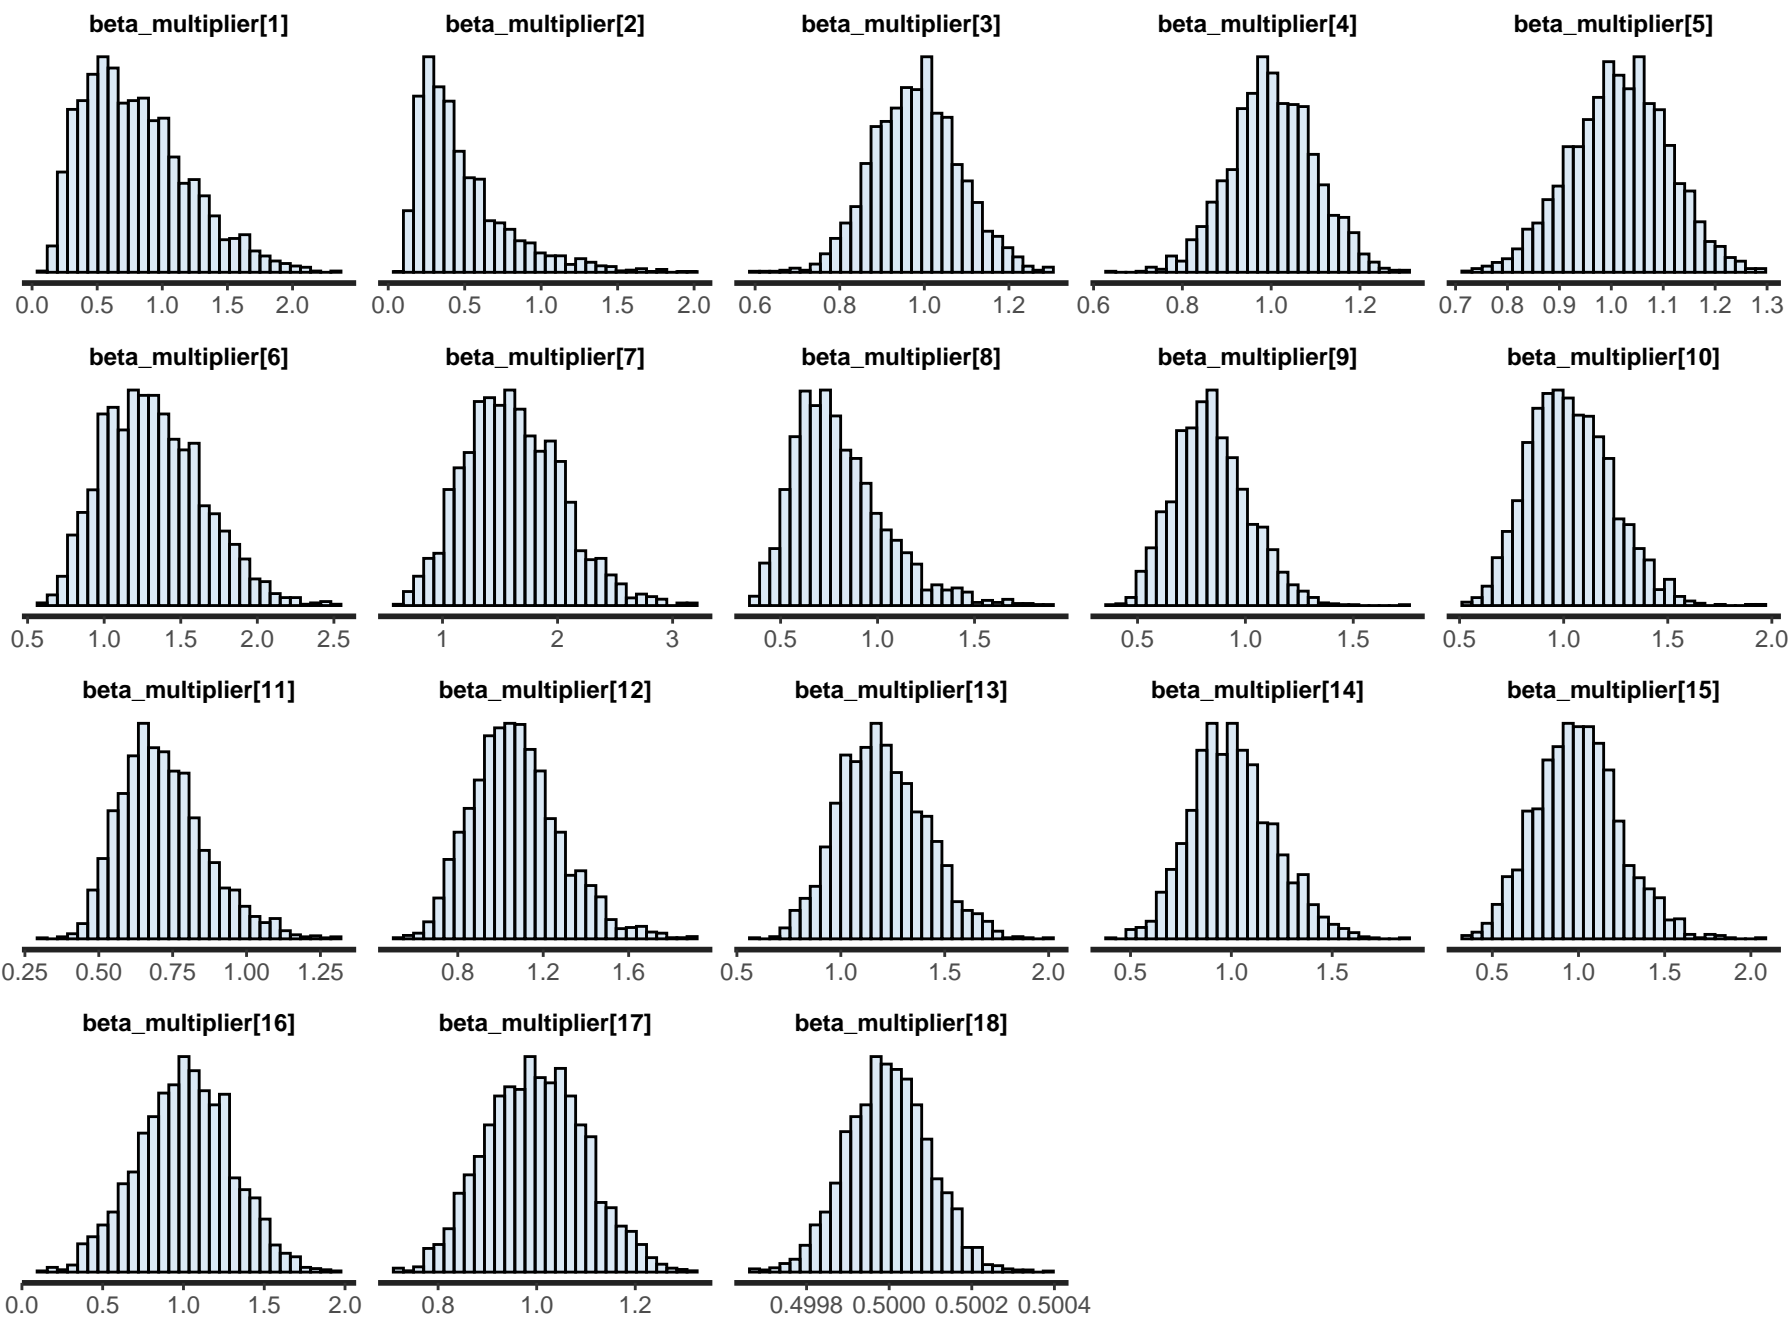 beta_multiplier[1] beta_multiplier[2] beta_multiplier[3] beta_multiplier[4] beta_multiplier[5]
0.0 0.5 1.0 1.5 2.0 0.0 0.5 1.0 1.5 2.0 0.6 0.8 1.0 1.2 0.6 0.8 1.0 1.2 0.7 0.8 0.9 1.0 1.1 1.2 1.3
beta_multiplier[6] beta_multiplier[7] beta_multiplier[8] beta_multiplier[9] beta_multiplier[10]
0.5 1.0 1.5 2.0 2.5 1 2 3 0.5 1.0 1.5 0.5 1.0 1.5 0.5 1.0 1.5 2.0
beta_multiplier[11] beta_multiplier[12] beta_multiplier[13] beta_multiplier[14] beta_multiplier[15]
0.25 0.50 0.75 1.00 1.25 0.8 1.2 1.6 0.5 1.0 1.5 2.0 0.5 1.0 1.5 0.5 1.0 1.5 2.0
beta_multiplier[16] beta_multiplier[17] beta_multiplier[18]
0.0 0.5 1.0 1.5 2.0 0.8 1.0 1.2 0.4998 0.5000 0.5002 0.5004